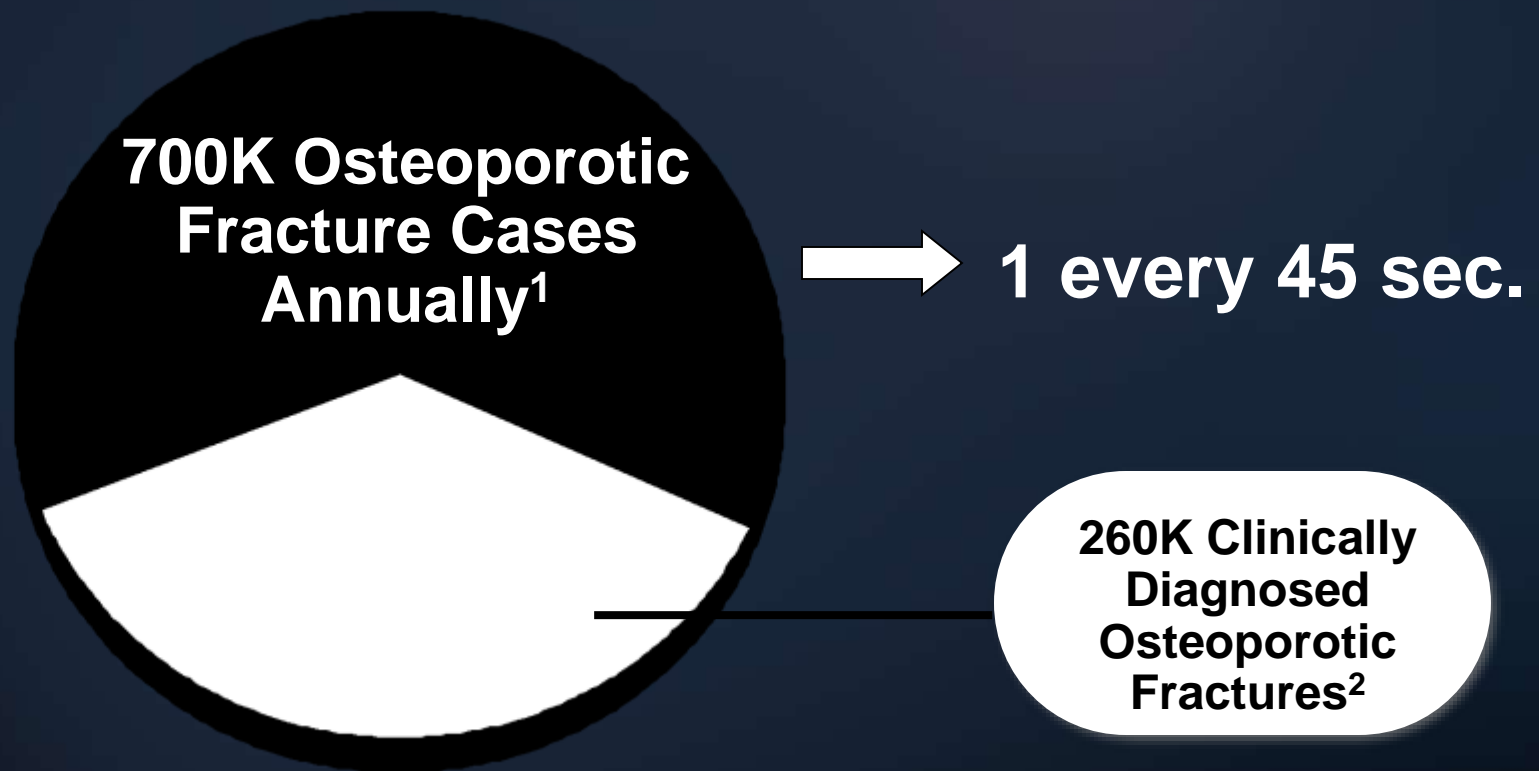 700K Osteoporotic
Fracture Cases
Annually¹
1 every 45 sec.
260K Clinically
Diagnosed
Osteoporotic
Fractures²